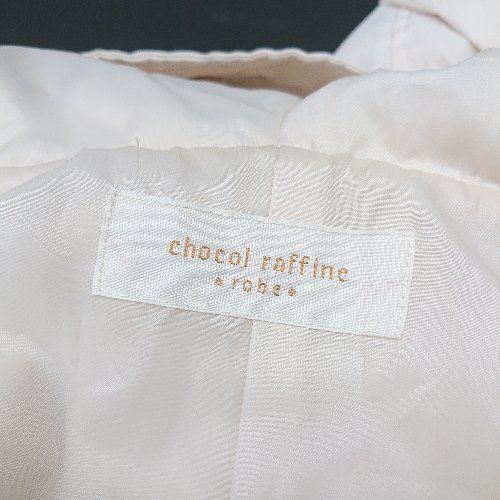 chocol raffine
• robe •